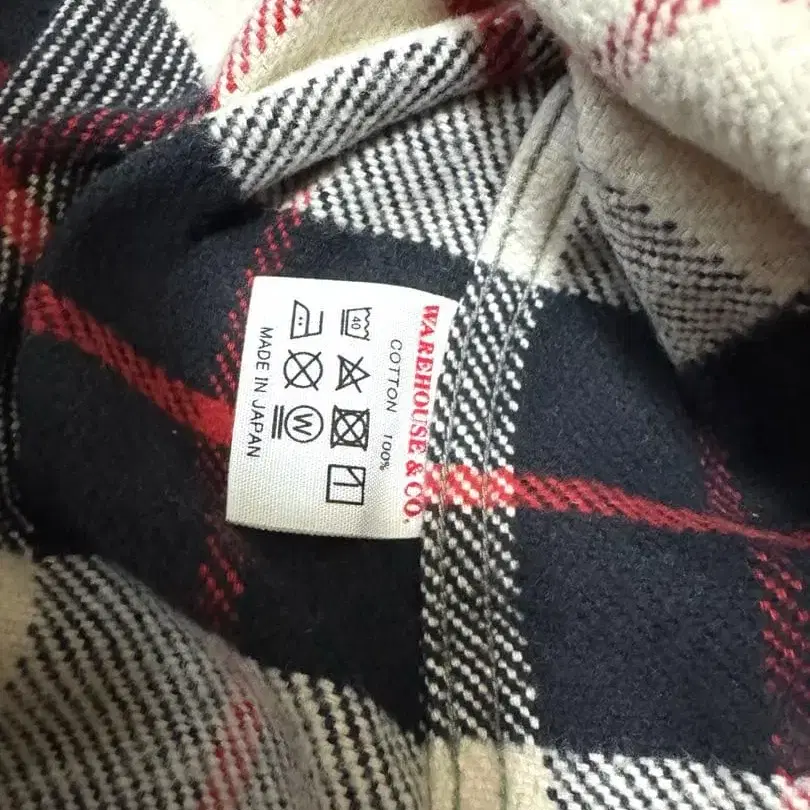 WAREHOUSE & CO.
COTTON 100%
40
W
MADE IN JAPAN